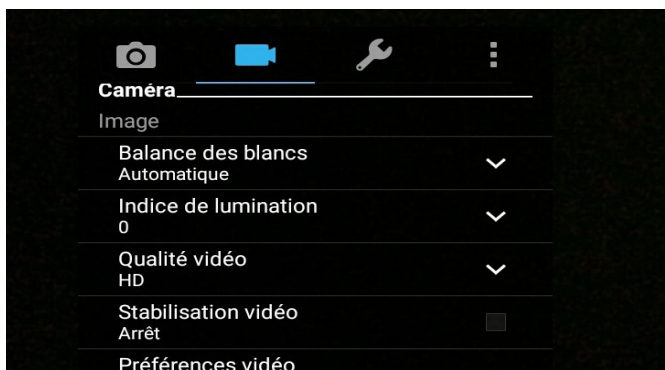 Caméra
Image
Balance des blancs
Automatique
Indice de lumination
0
Qualité vidéo
HD
Stabilisation vidéo
Arrêt
Préférences vidéo